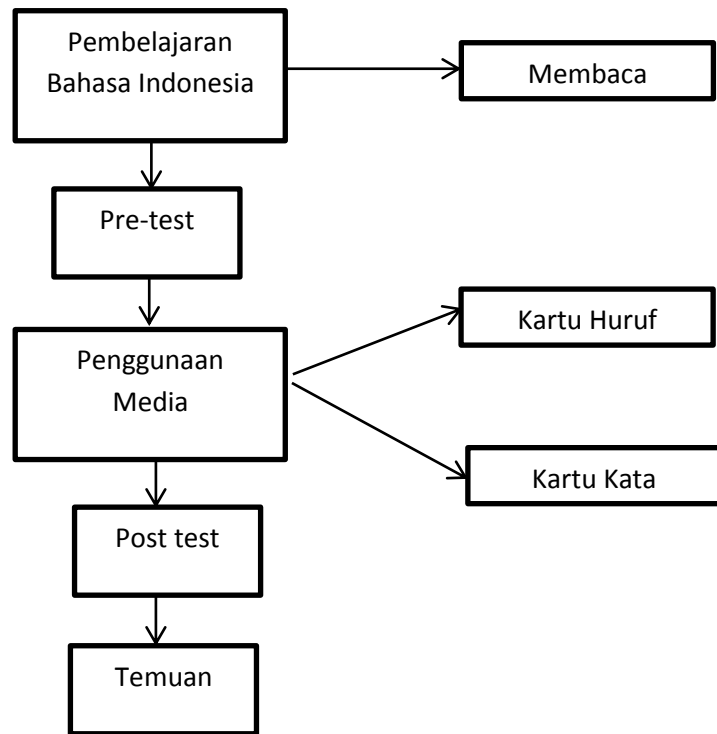 Pembelajaran
Bahasa Indonesia
Membaca
Pre-test
Penggunaan
Media
Kartu Huruf
Kartu Kata
Post test
Temuan